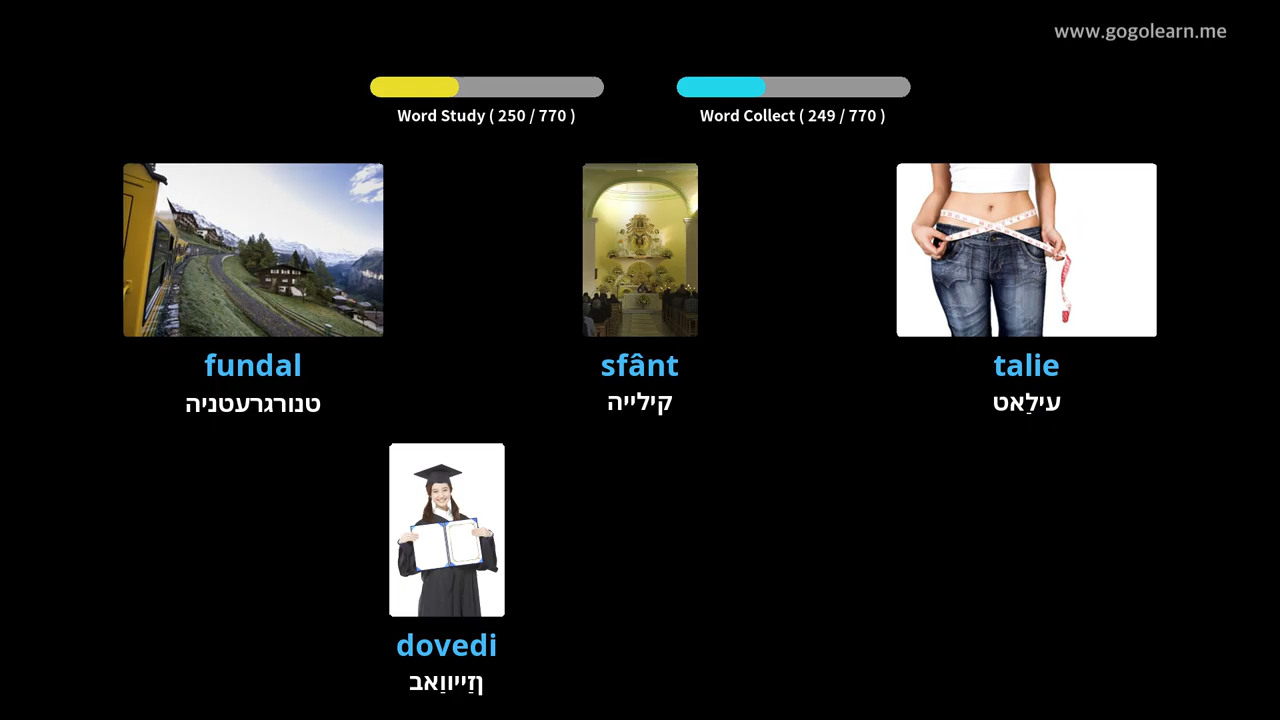 www.gogolearn.me
Word Study ( 250 / 770 )
Word Collect ( 249 / 770 )
fundal
טנורגרעטניה
sfânt
קילייה
talie
עילַאט
dovedi
ןזַייווַאב